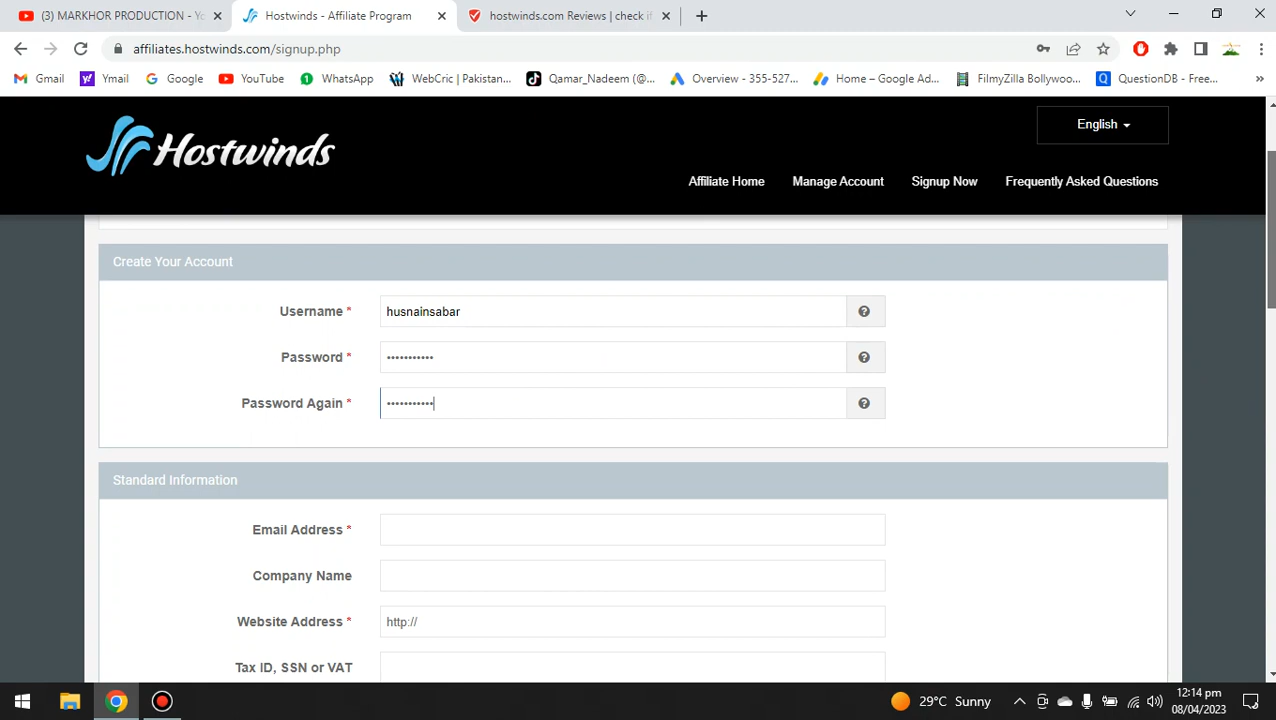 (3) MARKHOR PRODUCTION - Yo
Hostwinds - Affiliate Program
hostwinds.com Reviews | check if
affiliates.hostwinds.com/signup.php
Gmail
Ymail
Google
YouTube
WhatsApp
WebCric | Pakistan...
Qamar_Nadeem (@...
Overview - 355-527...
Home – Google Ad...
FilmyZilla Bollywoo...
QuestionDB - Free...
»
Hostwinds
English
Affiliate Home
Manage Account
Signup Now
Frequently Asked Questions
Create Your Account
Username *
husnainsabar
Password *
•••••••••••
Password Again *
•••••••••••
Standard Information
Email Address *
Company Name
Website Address *
http://
Tax ID, SSN or VAT
29°C Sunny
12:14 pm
08/04/2023